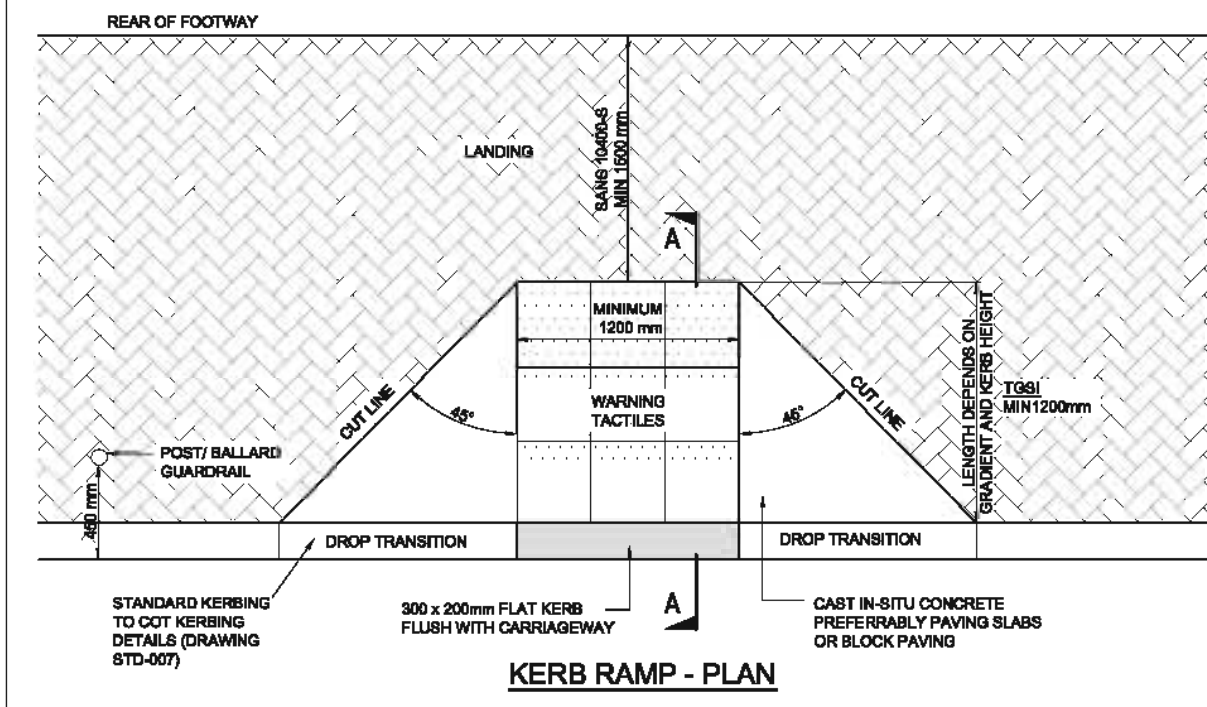 REAR OF FOOTWAY
LANDING
SANS 10400-S
MIN 1500 mm
A
MINIMUM
1200 mm
WARNING
TACTILES
CUT LINE
45°
45°
CUT LINE
LENGTH DEPENDS ON
GRADIENT AND KERB HEIGHT
TGSI
MIN1200mm
POST/ BALLARD
GUARDRAIL
450 mm
DROP TRANSITION
DROP TRANSITION
STANDARD KERBING
TO COT KERBING
DETAILS (DRAWING
STD-007)
300 x 200mm FLAT KERB
FLUSH WITH CARRIAGEWAY
A
CAST IN-SITU CONCRETE
PREFERRABLY PAVING SLABS
OR BLOCK PAVING
KERB RAMP - PLAN